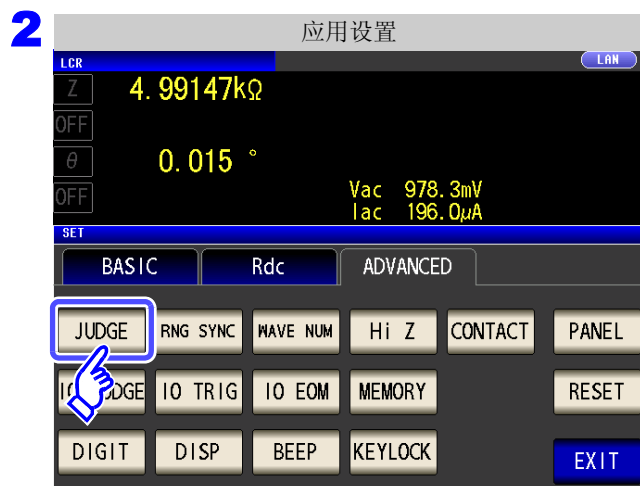 2
应用设置
LCR
LAN
Z 4.99147kΩ
OFF
θ 0.015 °
OFF
Vac 978.3mV
Iac 196.0μA
SET
BASIC Rdc ADVANCED
JUDGE RNG SYNC WAVE NUM Hi Z CONTACT PANEL
IO TRIG IO EOM MEMORY RESET
DIGIT DISP BEEP KEYLOCK EXIT